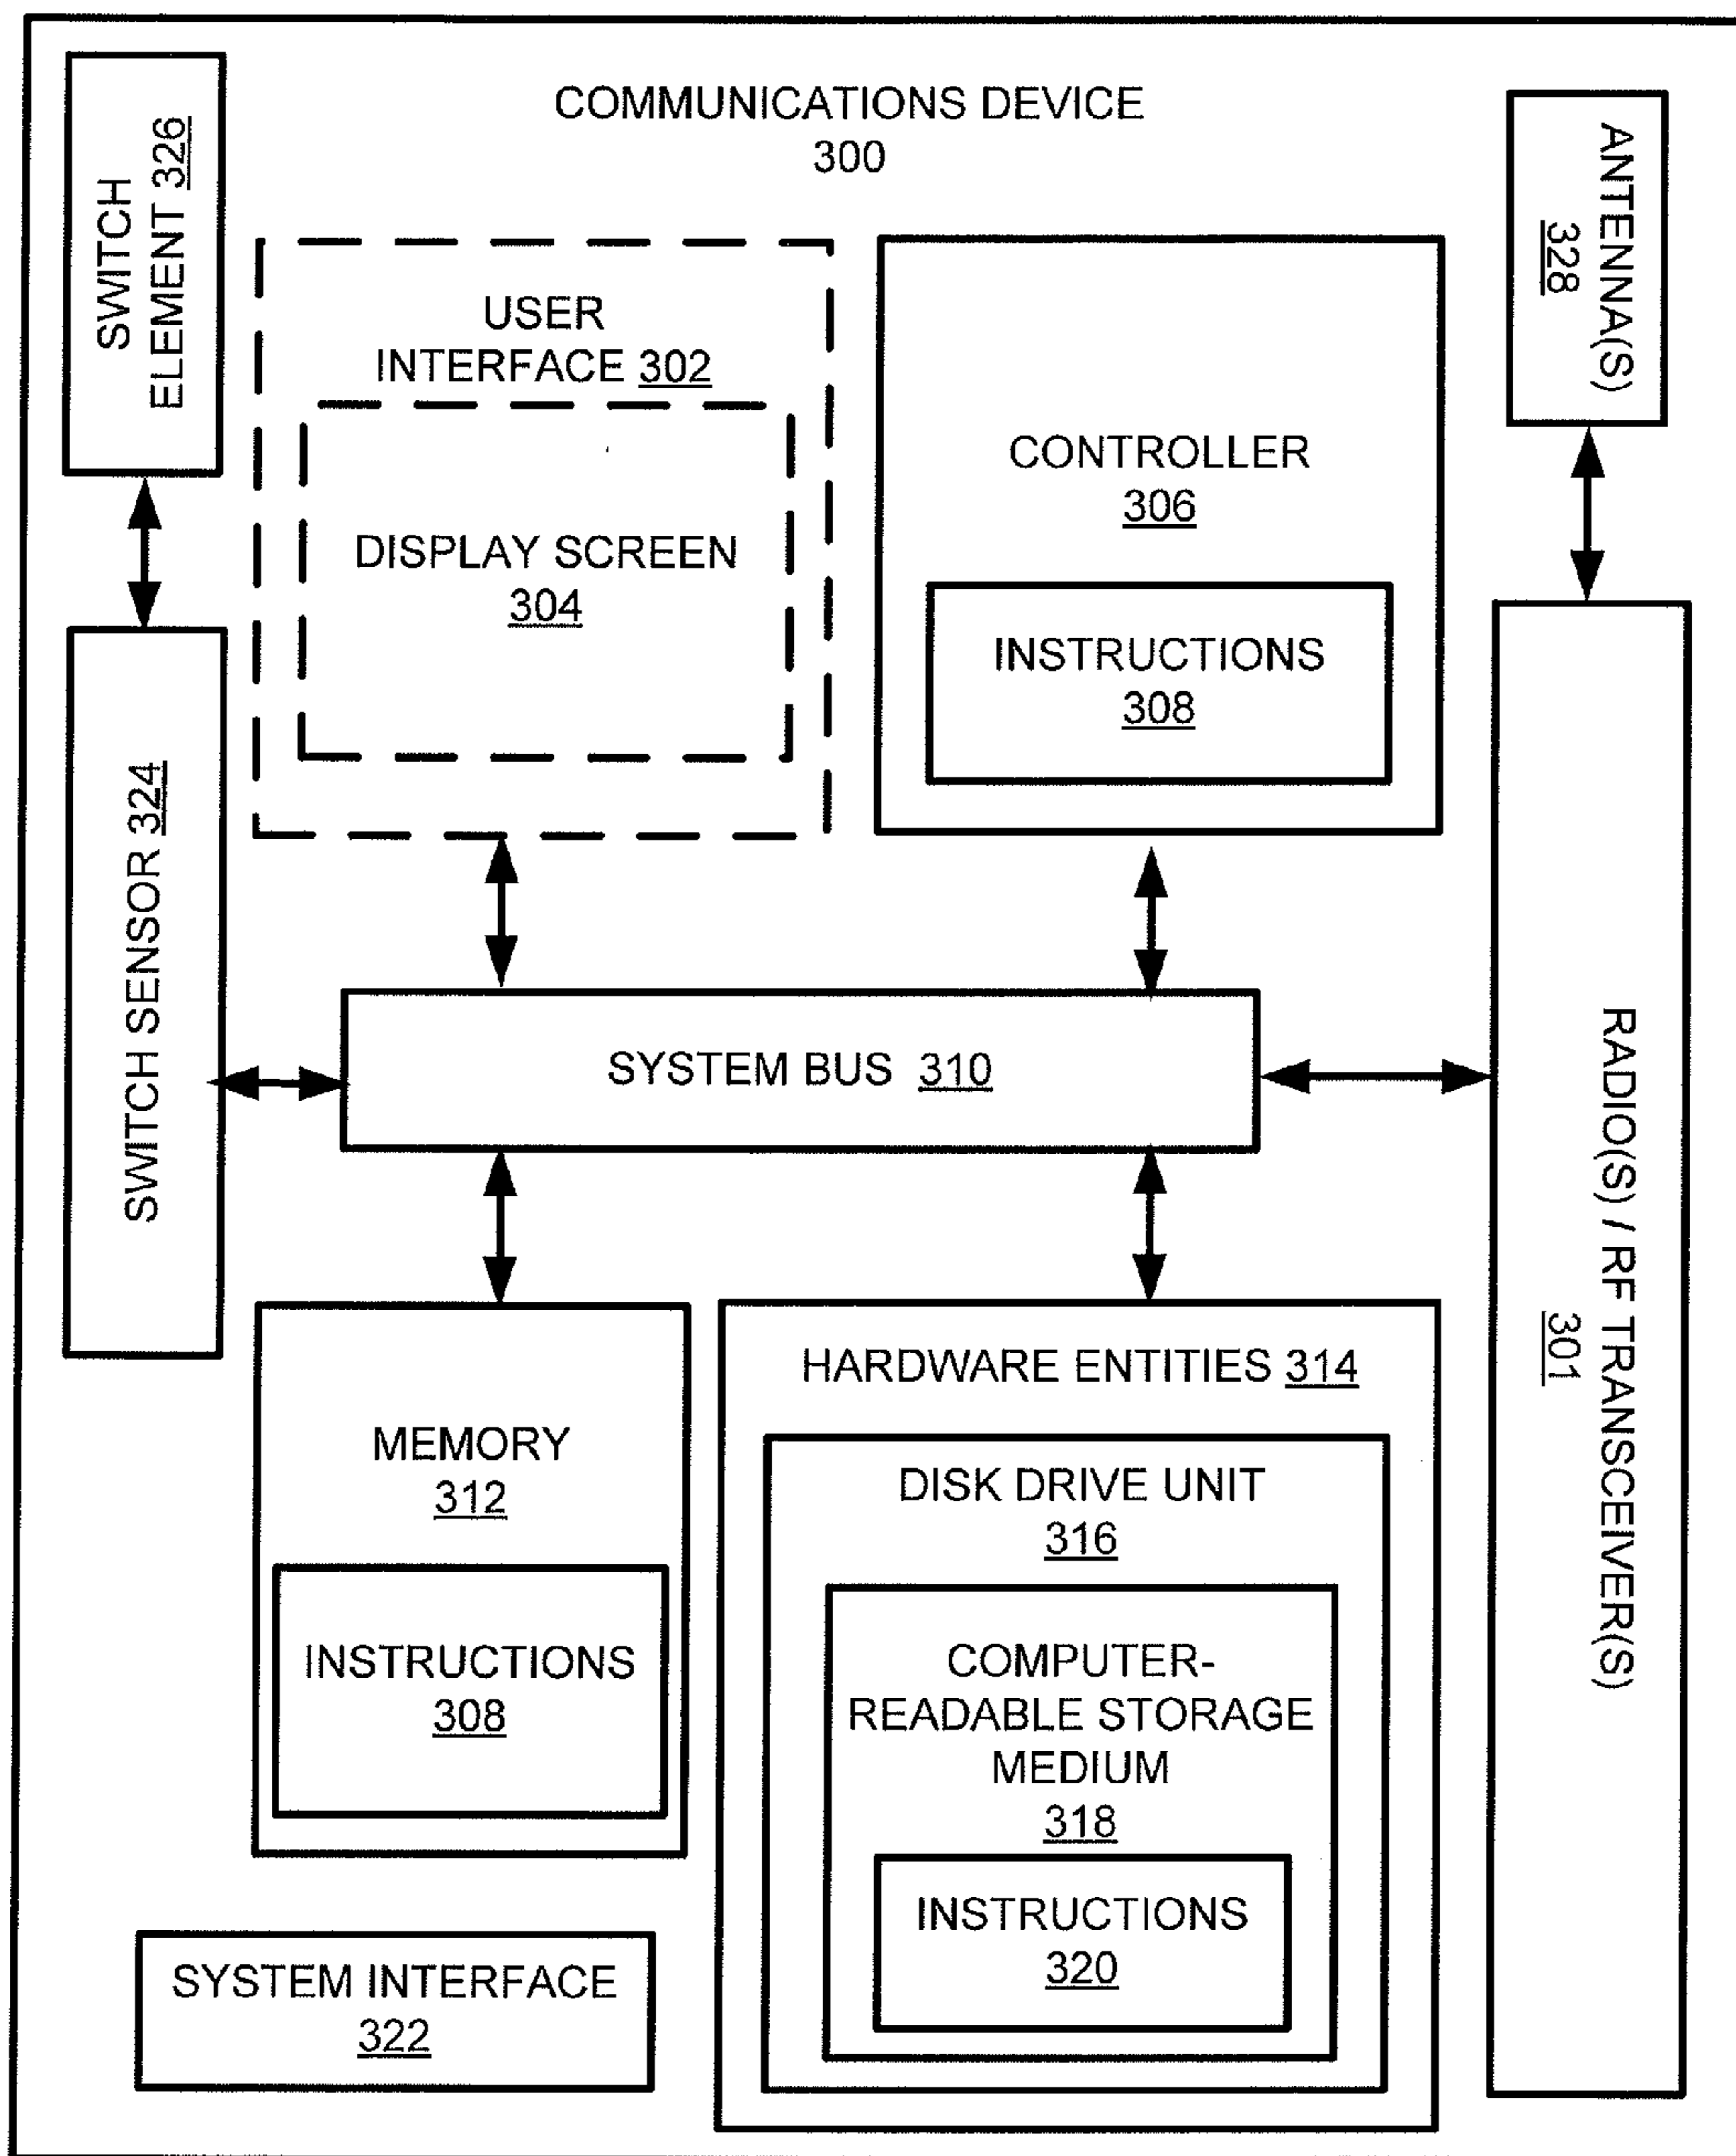 COMMUNICATIONS DEVICE
300
SWITCH
ELEMENT 326
ANTENNA(S)
328
USER
INTERFACE 302
DISPLAY SCREEN
304
CONTROLLER
306
INSTRUCTIONS
308
SWITCH SENSOR 324
SYSTEM BUS 310
RADIO(S) / RF TRANSCEIVER(S)
301
MEMORY
312
INSTRUCTIONS
308
HARDWARE ENTITIES 314
DISK DRIVE UNIT
316
COMPUTER-
READABLE STORAGE
MEDIUM
318
INSTRUCTIONS
320
SYSTEM INTERFACE
322